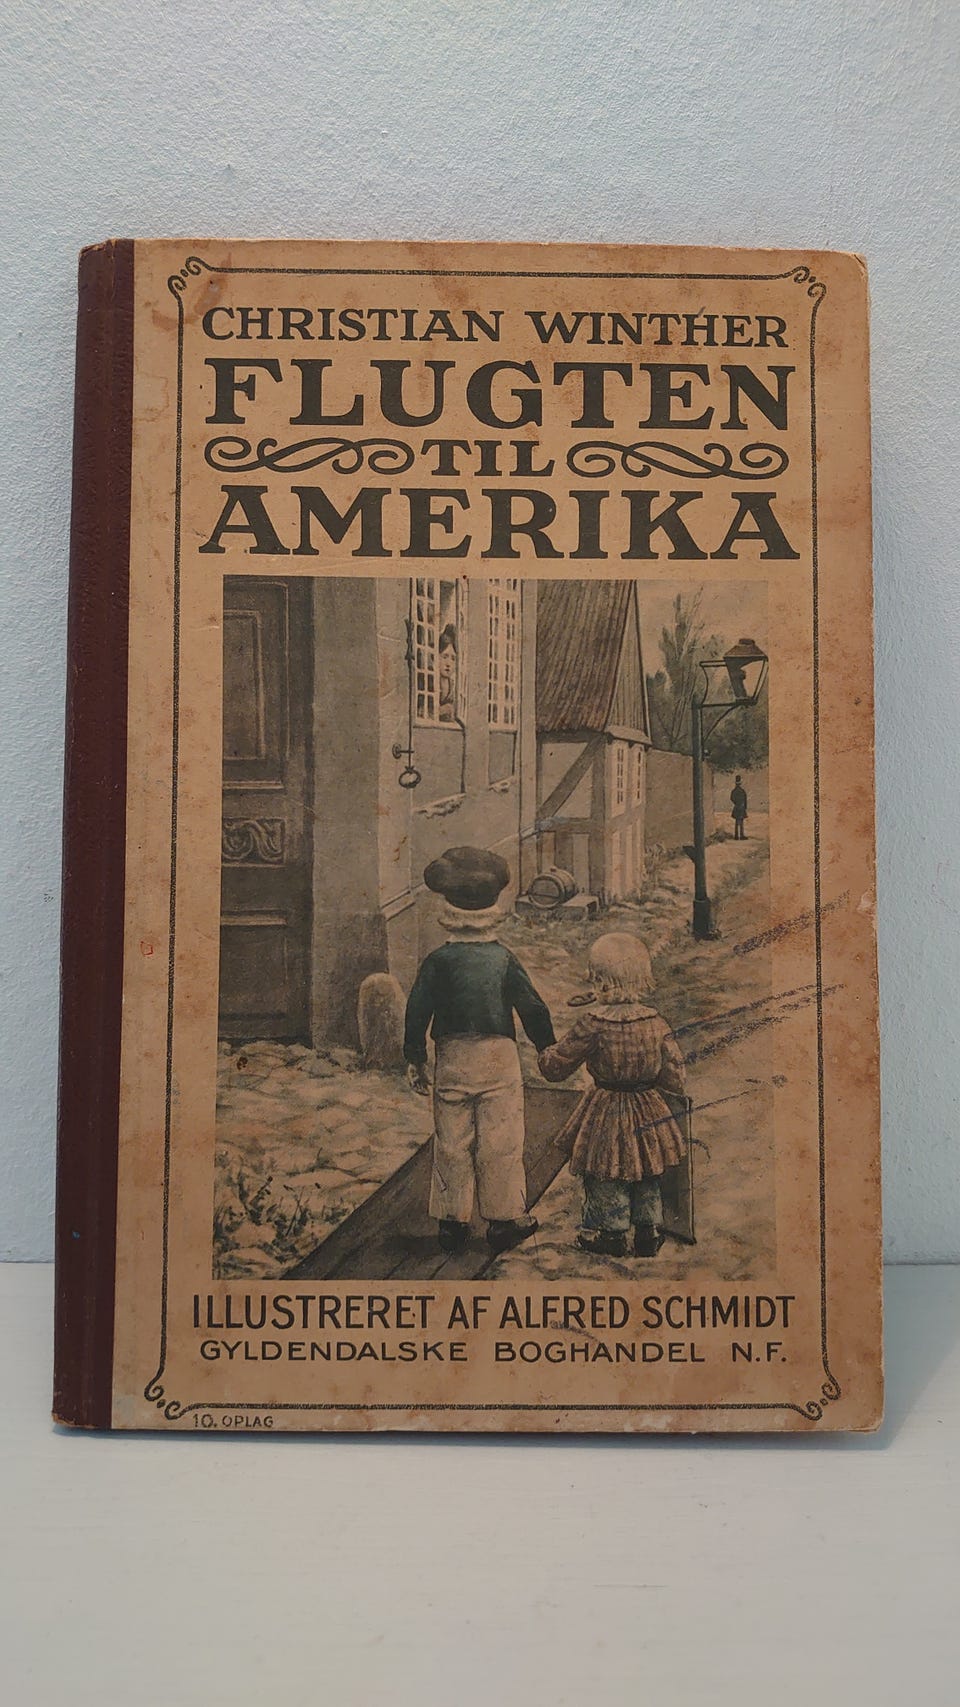 CHRISTIAN WINTHER
FLUGTEN
TIL
AMERIKA
ILLUSTRERET AF ALFRED SCHMIDT
GYLDENDALSKE BOGHANDEL N.F.
10. OPLAG